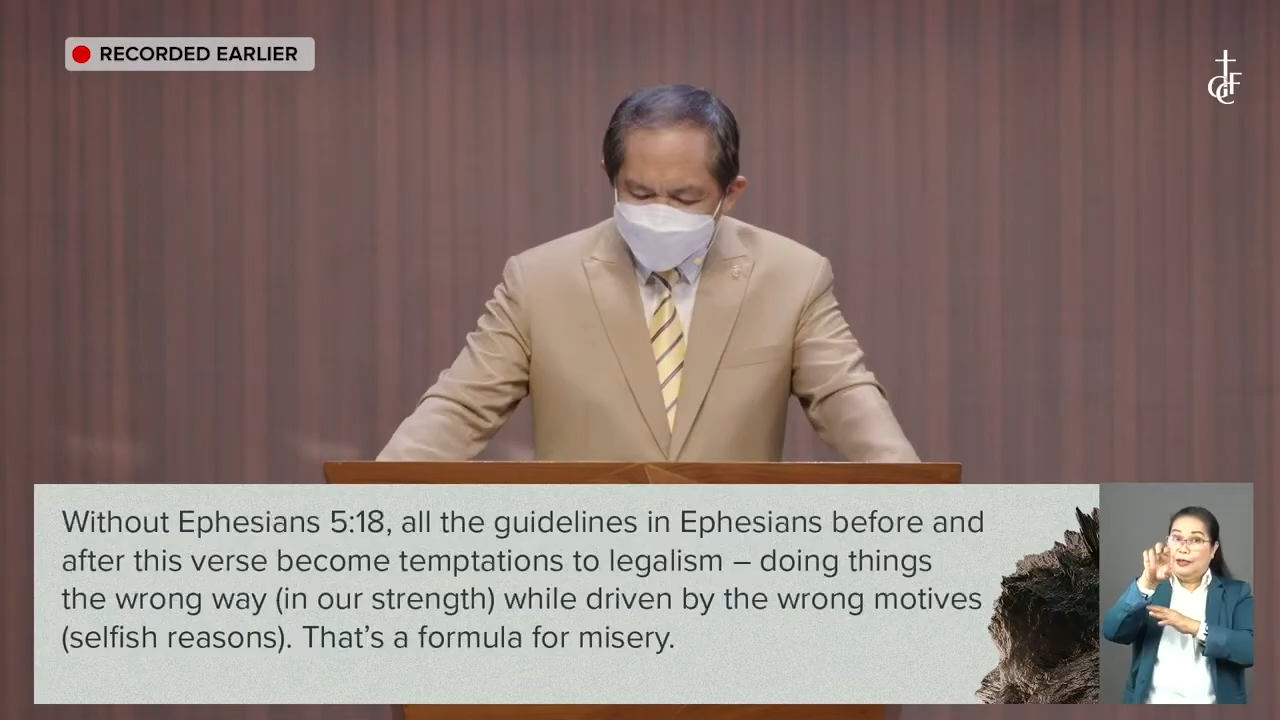 RECORDED EARLIER
GCF
Without Ephesians 5:18, all the guidelines in Ephesians before and
after this verse become temptations to legalism – doing things
the wrong way (in our strength) while driven by the wrong motives
(selfish reasons). That’s a formula for misery.